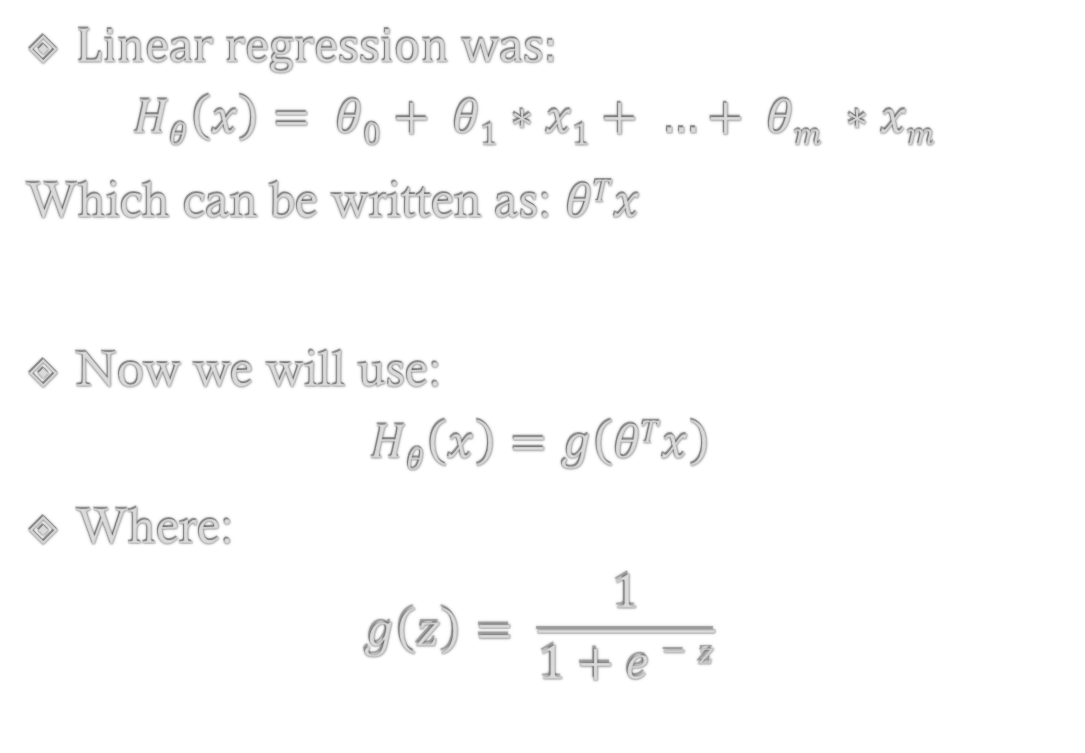 ❖ Linear regression was:
H_θ(x) = θ_0 + θ_1 * x_1 + ... + θ_m * x_m
Which can be written as: θ^T x
❖ Now we will use:
H_θ(x) = g(θ^T x)
❖ Where:
g(z) = 1 / (1 + e^{-z})